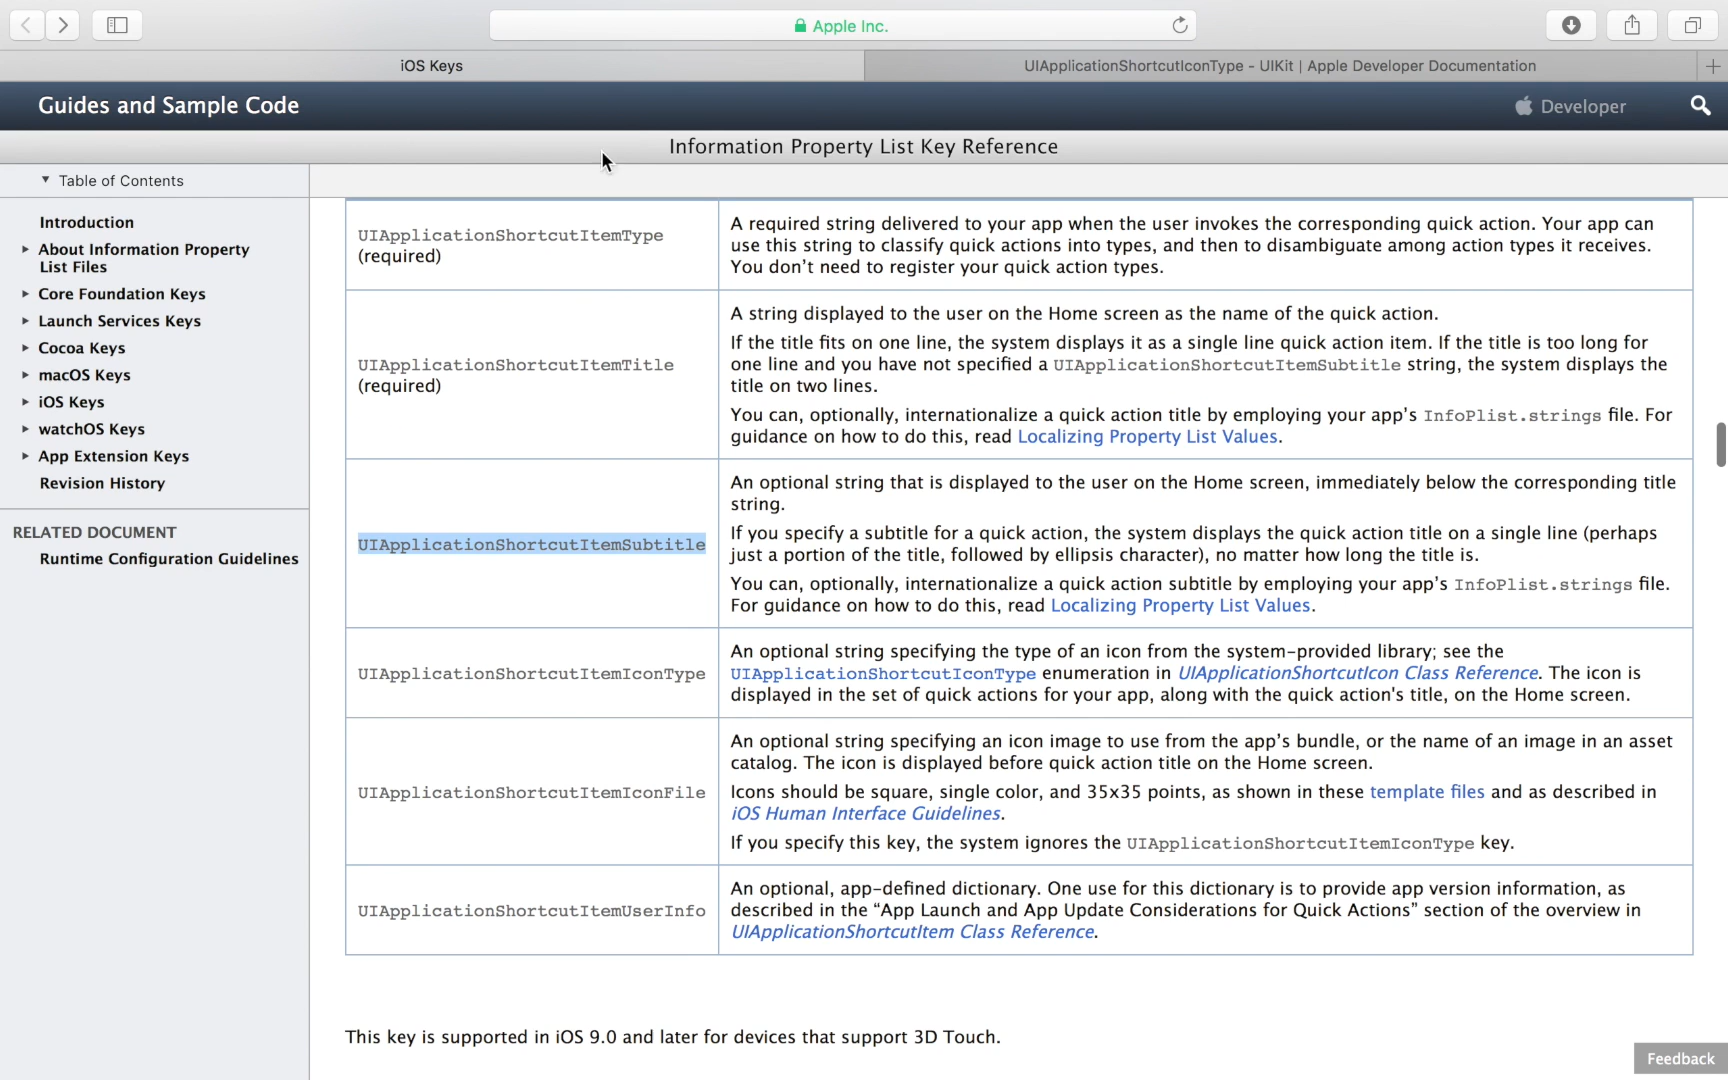 Apple Inc.
iOS Keys
UIApplicationShortcutIconType - UIKit | Apple Developer Documentation
Guides and Sample Code
Developer
Information Property List Key Reference
Table of Contents
Introduction
About Information Property
List Files
Core Foundation Keys
Launch Services Keys
Cocoa Keys
macOS Keys
iOS Keys
watchOS Keys
App Extension Keys
Revision History
RELATED DOCUMENT
Runtime Configuration Guidelines
UIApplicationShortcutItemType
(required)
A required string delivered to your app when the user invokes the corresponding quick action. Your app can
use this string to classify quick actions into types, and then to disambiguate among action types it receives.
You don’t need to register your quick action types.
UIApplicationShortcutItemTitle
(required)
A string displayed to the user on the Home screen as the name of the quick action.
If the title fits on one line, the system displays it as a single line quick action item. If the title is too long for
one line and you have not specified a UIApplicationShortcutItemSubtitle string, the system displays the
title on two lines.
You can, optionally, internationalize a quick action title by employing your app’s InfoPlist.strings file. For
guidance on how to do this, read Localizing Property List Values.
UIApplicationShortcutItemSubtitle
An optional string that is displayed to the user on the Home screen, immediately below the corresponding title
string.
If you specify a subtitle for a quick action, the system displays the quick action title on a single line (perhaps
just a portion of the title, followed by ellipsis character), no matter how long the title is.
You can, optionally, internationalize a quick action subtitle by employing your app’s InfoPlist.strings file.
For guidance on how to do this, read Localizing Property List Values.
UIApplicationShortcutItemIconType
An optional string specifying the type of an icon from the system-provided library; see the
UIApplicationShortcutIconType enumeration in UIApplicationShortcutIcon Class Reference. The icon is
displayed in the set of quick actions for your app, along with the quick action's title, on the Home screen.
UIApplicationShortcutItemIconFile
An optional string specifying an icon image to use from the app’s bundle, or the name of an image in an asset
catalog. The icon is displayed before quick action title on the Home screen.
Icons should be square, single color, and 35x35 points, as shown in these template files and as described in
iOS Human Interface Guidelines.
If you specify this key, the system ignores the UIApplicationShortcutItemIconType key.
UIApplicationShortcutItemUserInfo
An optional, app-defined dictionary. One use for this dictionary is to provide app version information, as
described in the “App Launch and App Update Considerations for Quick Actions” section of the overview in
UIApplicationShortcutItem Class Reference.
This key is supported in iOS 9.0 and later for devices that support 3D Touch.
Feedback